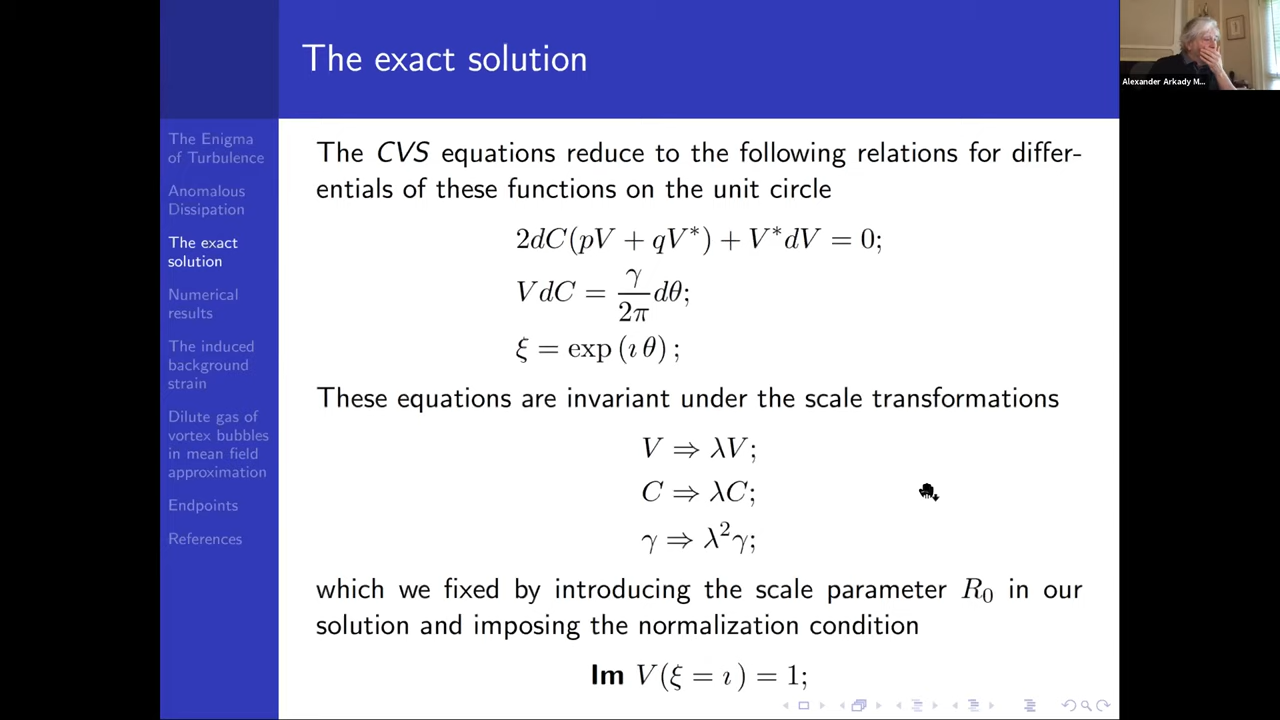 The exact solution
Alexander Arkady M...
The Enigma
of Turbulence
Anomalous
Dissipation
The exact
solution
Numerical
results
The induced
background
strain
Dilute gas of
vortex bubbles
in mean field
approximation
Endpoints
References
The CVS equations reduce to the following relations for differ-
entials of these functions on the unit circle
2dC(pV + qV*) + V*dV = 0;
VdC = γ/2π dθ;
ξ = exp (ı θ) ;
These equations are invariant under the scale transformations
V ⇒ λV;
C ⇒ λC;
γ ⇒ λ²γ;
which we fixed by introducing the scale parameter R₀ in our
solution and imposing the normalization condition
Im V(ξ = ı) = 1;